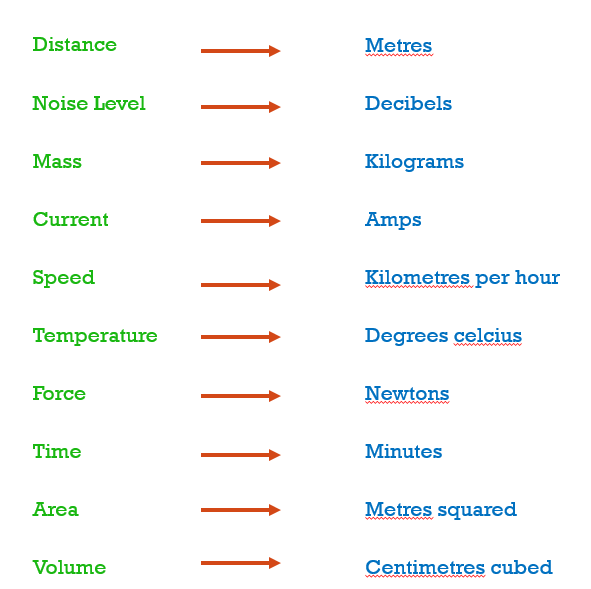 Distance Metres
Noise Level Decibels
Mass Kilograms
Current Amps
Speed Kilometres per hour
Temperature Degrees celcius
Force Newtons
Time Minutes
Area Metres squared
Volume Centimetres cubed